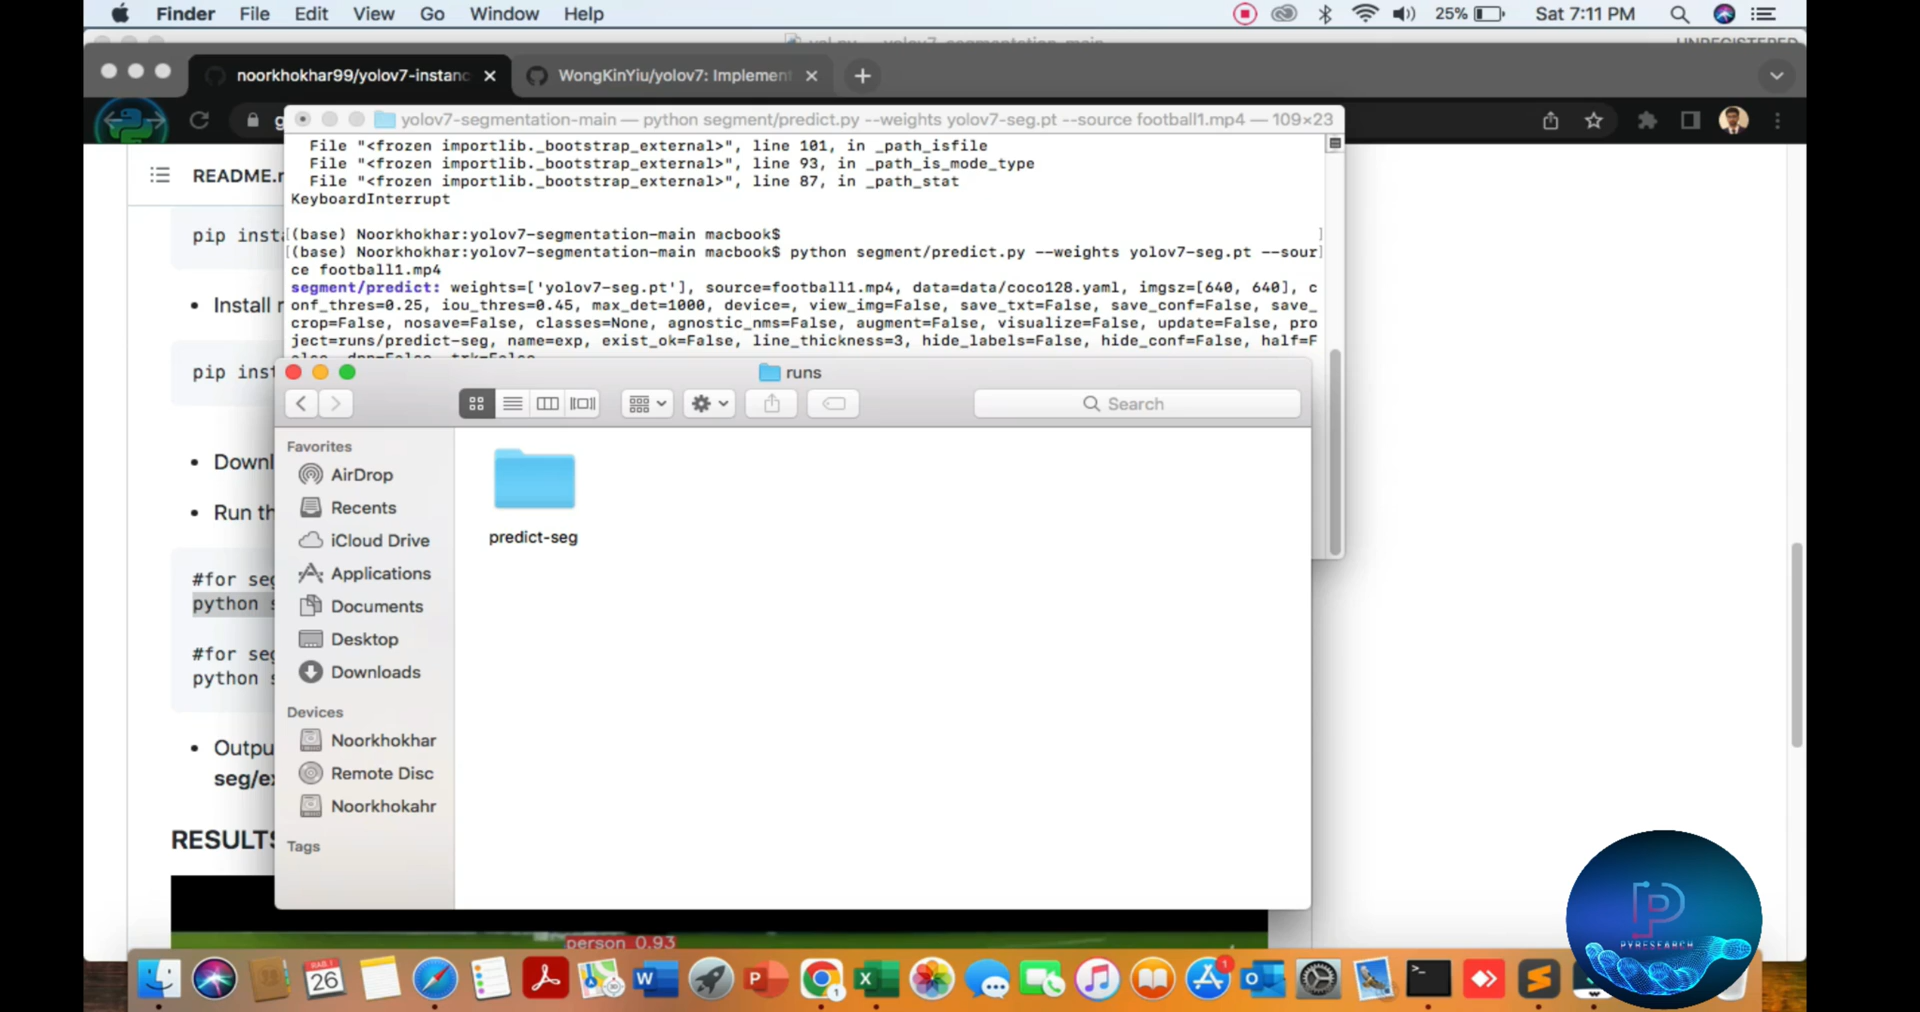 Finder File Edit View Go Window Help 25% Sat 7:11 PM
noorkhokhar99/yolov7-instanc
WongKinYiu/yolov7: Implement
yolov7-segmentation-main — python segment/predict.py --weights yolov7-seg.pt --source football1.mp4 — 109×23
File "<frozen importlib._bootstrap_external>", line 101, in _path_isfile
File "<frozen importlib._bootstrap_external>", line 93, in _path_is_mode_type
File "<frozen importlib._bootstrap_external>", line 87, in _path_stat
KeyboardInterrupt
[(base) Noorkhokhar:yolov7-segmentation-main macbook$ ]
[(base) Noorkhokhar:yolov7-segmentation-main macbook$ python segment/predict.py --weights yolov7-seg.pt --sour]
ce football1.mp4
segment/predict: weights=['yolov7-seg.pt'], source=football1.mp4, data=data/coco128.yaml, imgsz=[640, 640], c
onf_thres=0.25, iou_thres=0.45, max_det=1000, device=, view_img=False, save_txt=False, save_conf=False, save_
crop=False, nosave=False, classes=None, agnostic_nms=False, augment=False, visualize=False, update=False, pro
ject=runs/predict-seg, name=exp, exist_ok=False, line_thickness=3, hide_labels=False, hide_conf=False, half=F
README.r
pip insta
Install r
pip inst
Downl
Run th
#for seg
python s
#for seg
python s
Outpu
seg/ex
RESULTS
runs
Search
Favorites
AirDrop
Recents
iCloud Drive
Applications
Documents
Desktop
Downloads
Devices
Noorkhokhar
Remote Disc
Noorkhokahr
Tags
predict-seg
person 0.93
26
1
PYRESEARCH